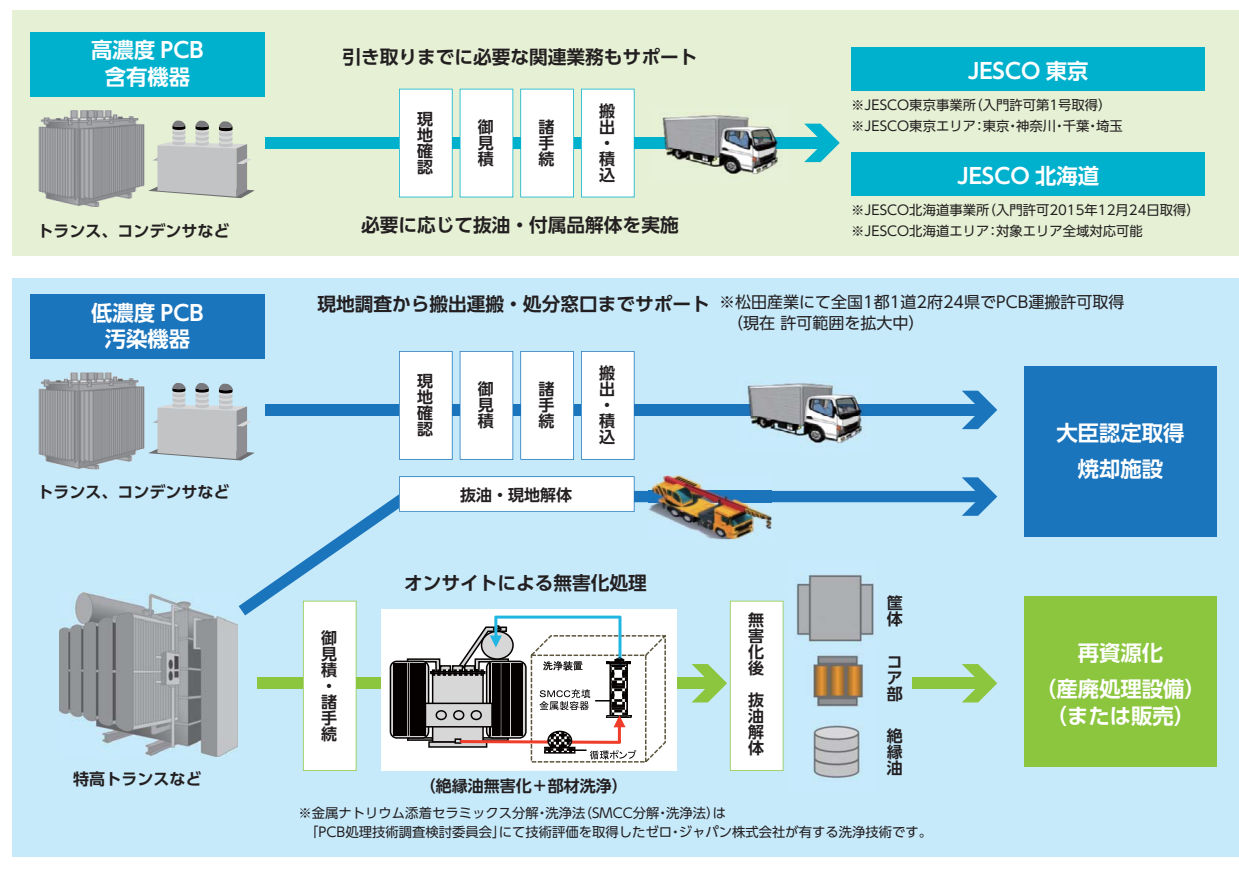 高濃度 PCB
含有機器
トランス、コンデンサなど
引き取りまでに必要な関連業務もサポート
現地確認
御見積
諸手続
搬出・積込
必要に応じて抜油・付属品解体を実施
JESCO 東京
※JESCO東京事業所（入門許可第1号取得）
※JESCO東京エリア：東京・神奈川・千葉・埼玉
JESCO 北海道
※JESCO北海道事業所（入門許可2015年12月24日取得）
※JESCO北海道エリア：対象エリア全域対応可能
低濃度 PCB
汚染機器
トランス、コンデンサなど
現地調査から搬出運搬・処分窓口までサポート
※松田産業にて全国1都1道2府24県でPCB運搬許可取得
（現在 許可範囲を拡大中）
現地確認
御見積
諸手続
搬出・積込
抜油・現地解体
大臣認定取得
焼却施設
特高トランスなど
御見積・諸手続
オンサイトによる無害化処理
洗浄装置
SMCC充填
金属製容器
循環ポンプ
（絶縁油無害化＋部材洗浄）
無害化後 抜油解体
筐体
コア部
絶縁油
再資源化
（産廃処理設備）
（または販売）
※金属ナトリウム添着セラミックス分解・洗浄法（SMCC分解・洗浄法）は
「PCB処理技術調査検討委員会」にて技術評価を取得したゼロ・ジャパン株式会社が有する洗浄技術です。